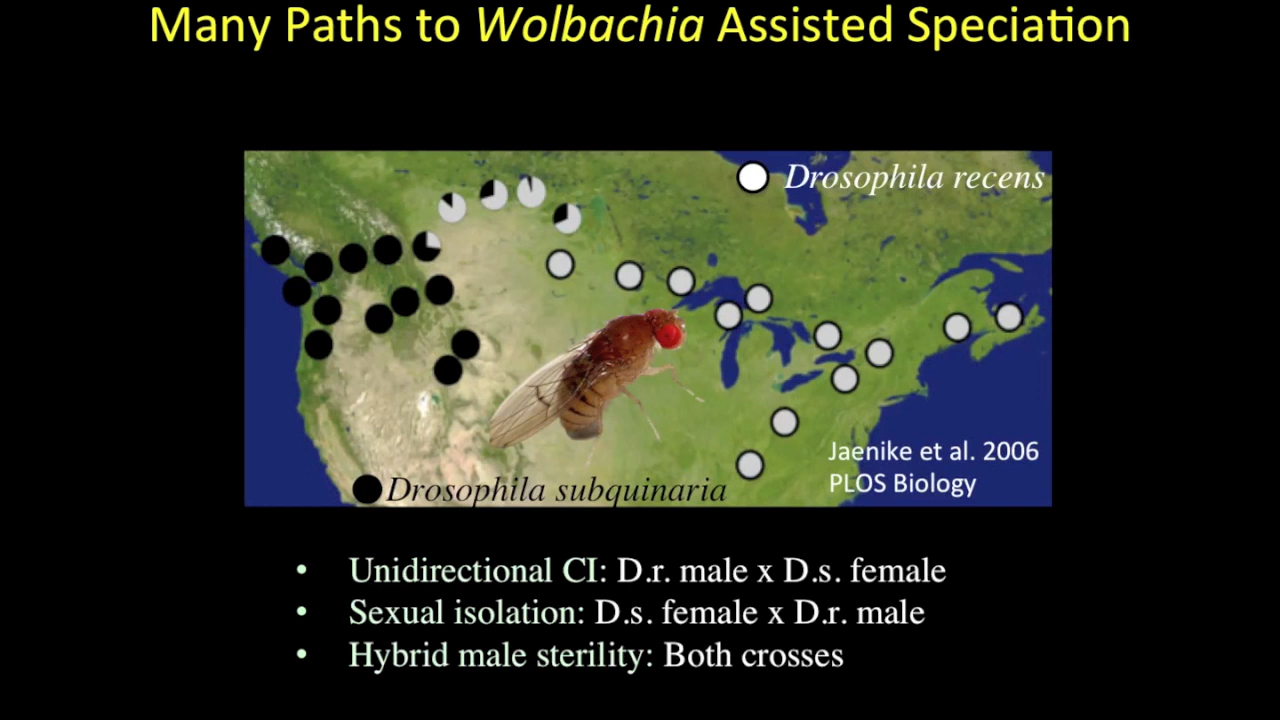 Many Paths to Wolbachia Assisted Speciation
Drosophila recens
Jaenike et al. 2006
PLOS Biology
Drosophila subquinaria
• Unidirectional CI: D.r. male x D.s. female
• Sexual isolation: D.s. female x D.r. male
• Hybrid male sterility: Both crosses